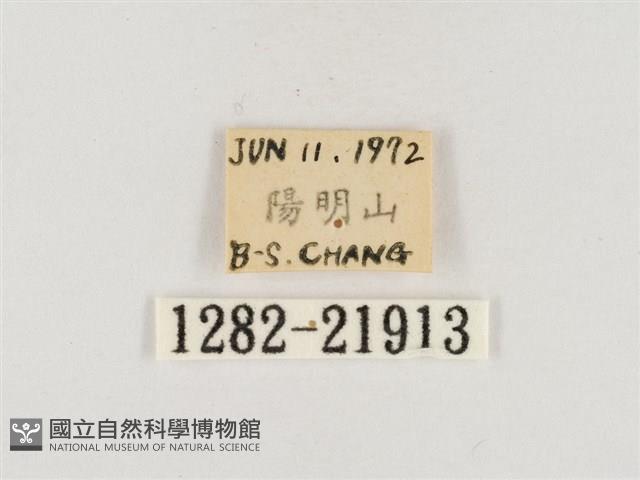 JUN 11. 1972
陽明山
B-S. CHANG
1282-21913
國立自然科學博物館
NATIONAL MUSEUM OF NATURAL SCIENCE